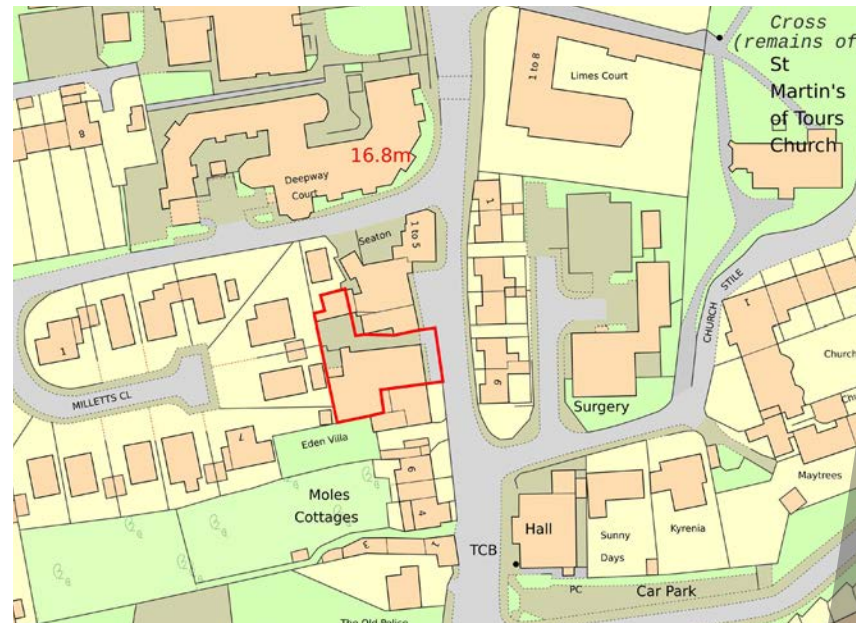 Cross
(remains of
St
Martin's
of Tours
Church
1 to 8
Limes Court
8
16.8m
Deepway
Court
1
1 to 5
Seaton
CHURCH STILE
1
1
MILLETTS CL
6
Church
Surgery
7
Eden Villa
Maytrees
6
Moles
Cottages
4
Hall
Sunny
Days
Kyrenia
3
1
TCB
PC
Car Park
The Old Police